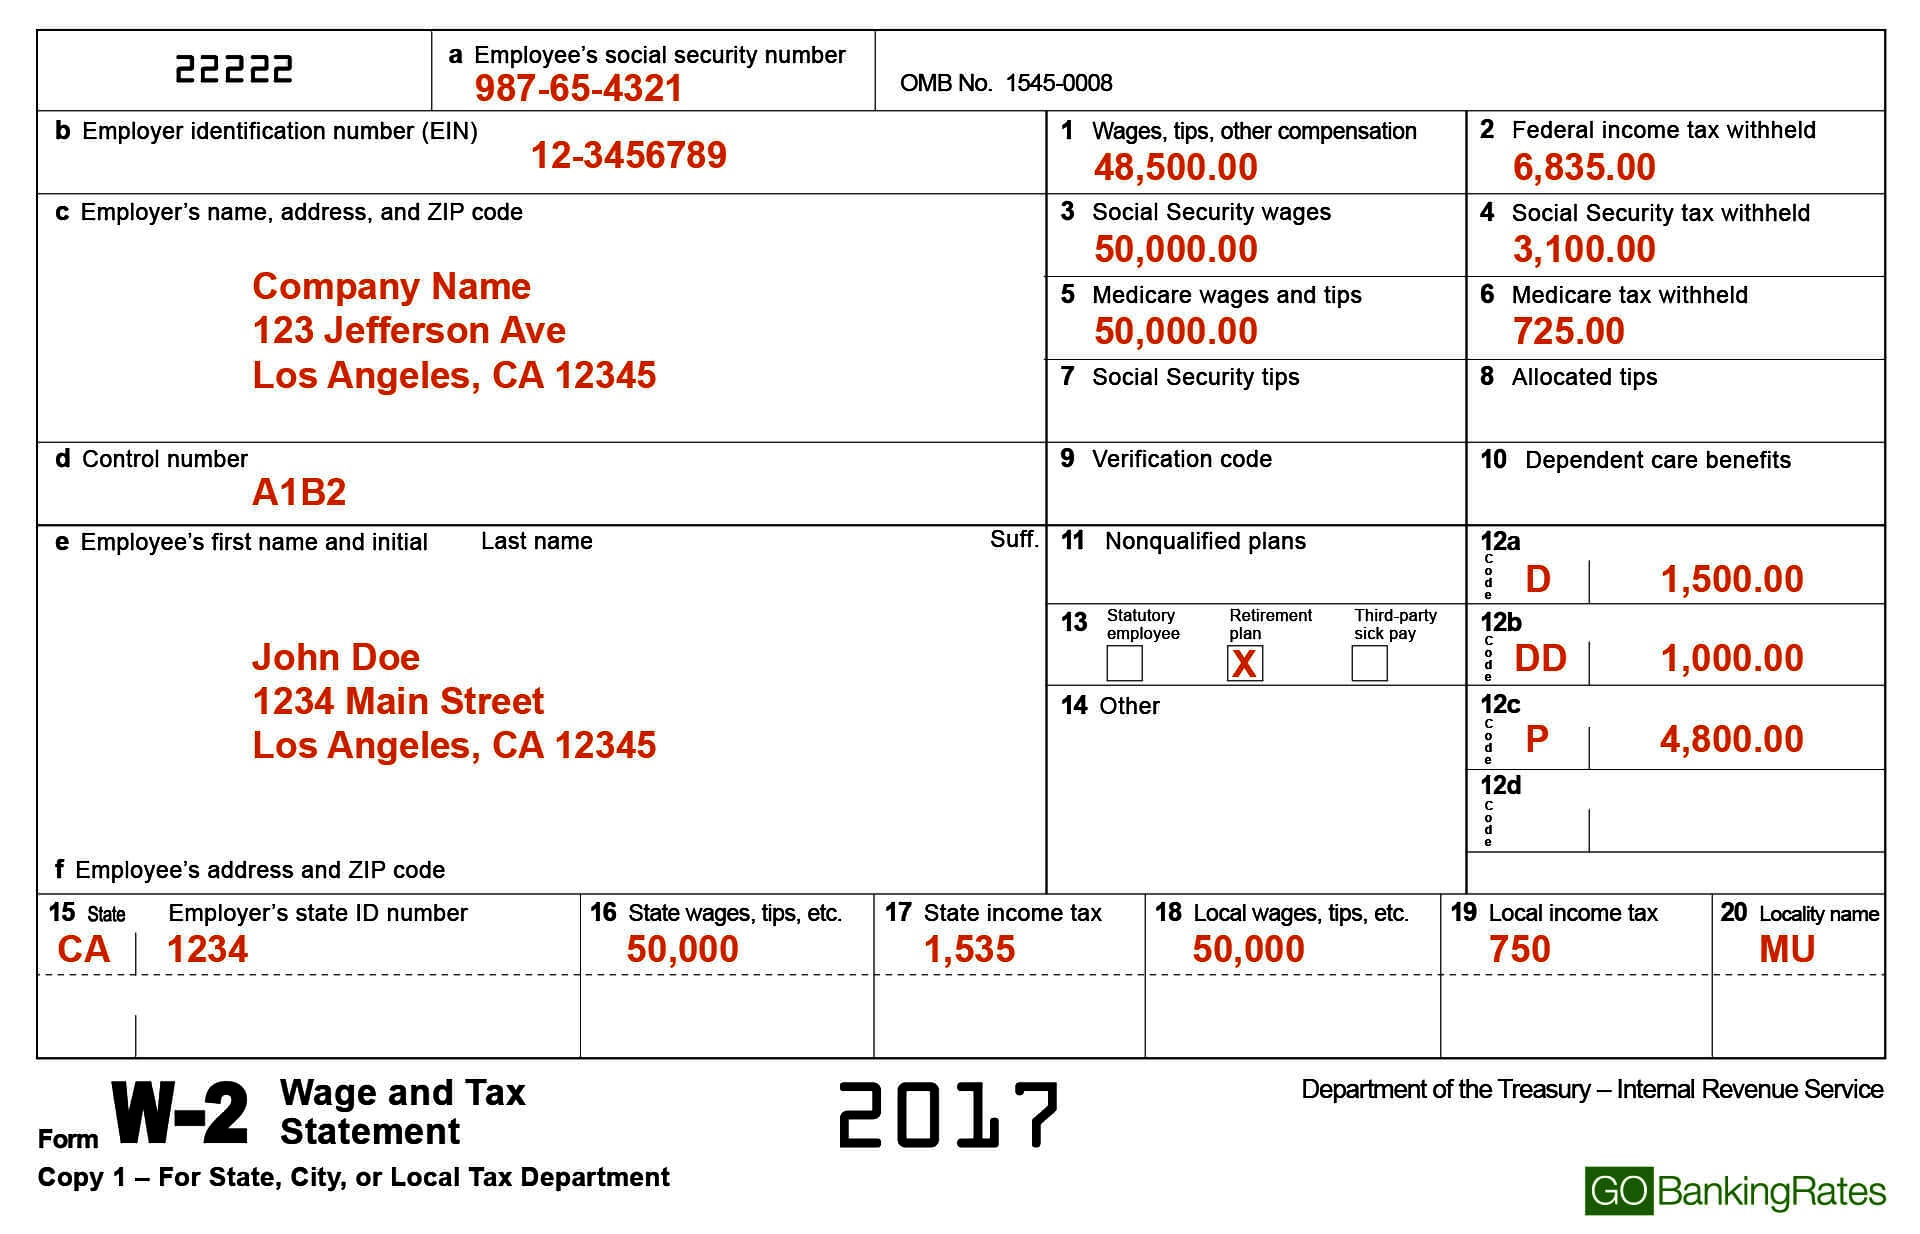 22222
a Employee's social security number
987-65-4321
OMB No. 1545-0008
b Employer identification number (EIN)
12-3456789
1 Wages, tips, other compensation
48,500.00
2 Federal income tax withheld
6,835.00
c Employer's name, address, and ZIP code
Company Name
123 Jefferson Ave
Los Angeles, CA 12345
3 Social Security wages
50,000.00
4 Social Security tax withheld
3,100.00
5 Medicare wages and tips
50,000.00
6 Medicare tax withheld
725.00
7 Social Security tips
8 Allocated tips
d Control number
A1B2
9 Verification code
10 Dependent care benefits
e Employee's first name and initial Last name Suff.
John Doe
1234 Main Street
Los Angeles, CA 12345
f Employee's address and ZIP code
11 Nonqualified plans
12a
Code D 1,500.00
13 Statutory employee Retirement plan Third-party sick pay
X
12b
Code DD 1,000.00
14 Other
12c
Code P 4,800.00
12d
Code
15 State Employer's state ID number
CA 1234
16 State wages, tips, etc.
50,000
17 State income tax
1,535
18 Local wages, tips, etc.
50,000
19 Local income tax
750
20 Locality name
MU
Form W-2 Wage and Tax
Statement
2017
Department of the Treasury – Internal Revenue Service
Copy 1 – For State, City, or Local Tax Department
GOBankingRates